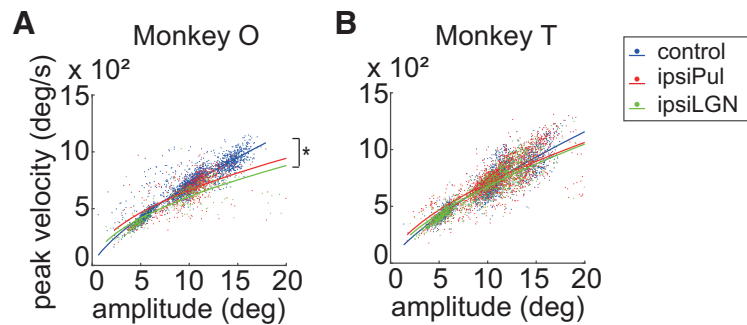 A
Monkey O
B
Monkey T
control
ipsiPul
ipsiLGN
x 10²
x 10²
peak velocity (deg/s)
15
10
5
0
*
0 5 10 15 20
amplitude (deg)
15
10
5
0
0 5 10 15 20
amplitude (deg)